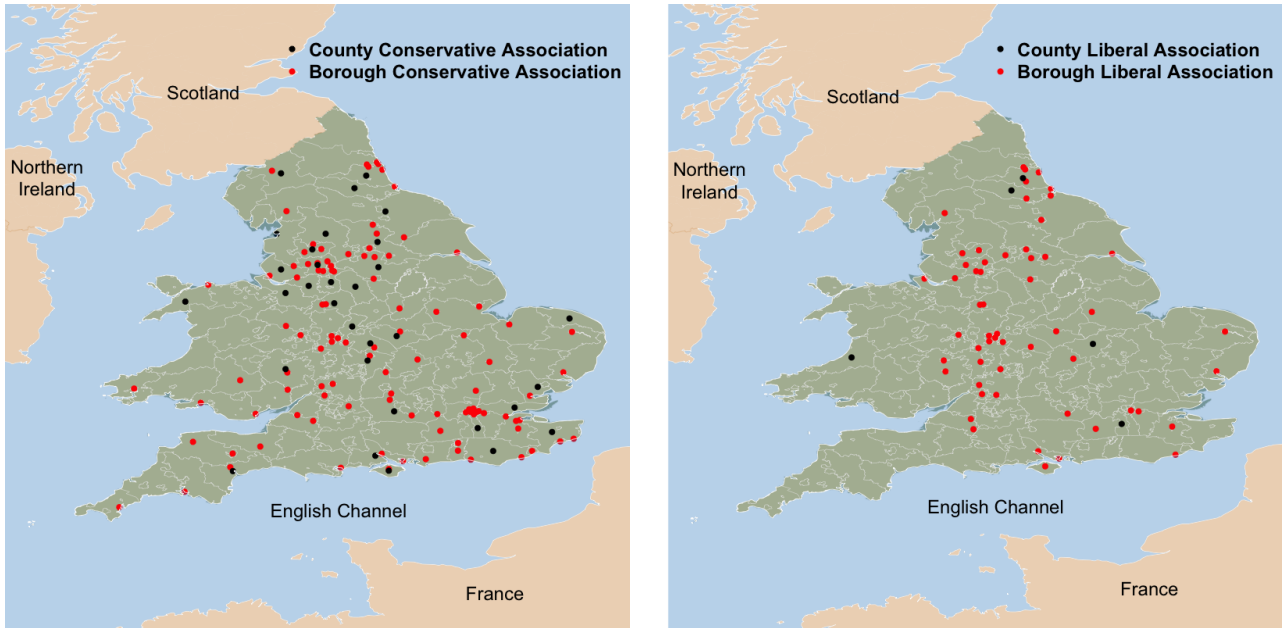 County Conservative Association
Borough Conservative Association
Scotland
Northern
Ireland
English Channel
France
County Liberal Association
Borough Liberal Association
Scotland
Northern
Ireland
English Channel
France